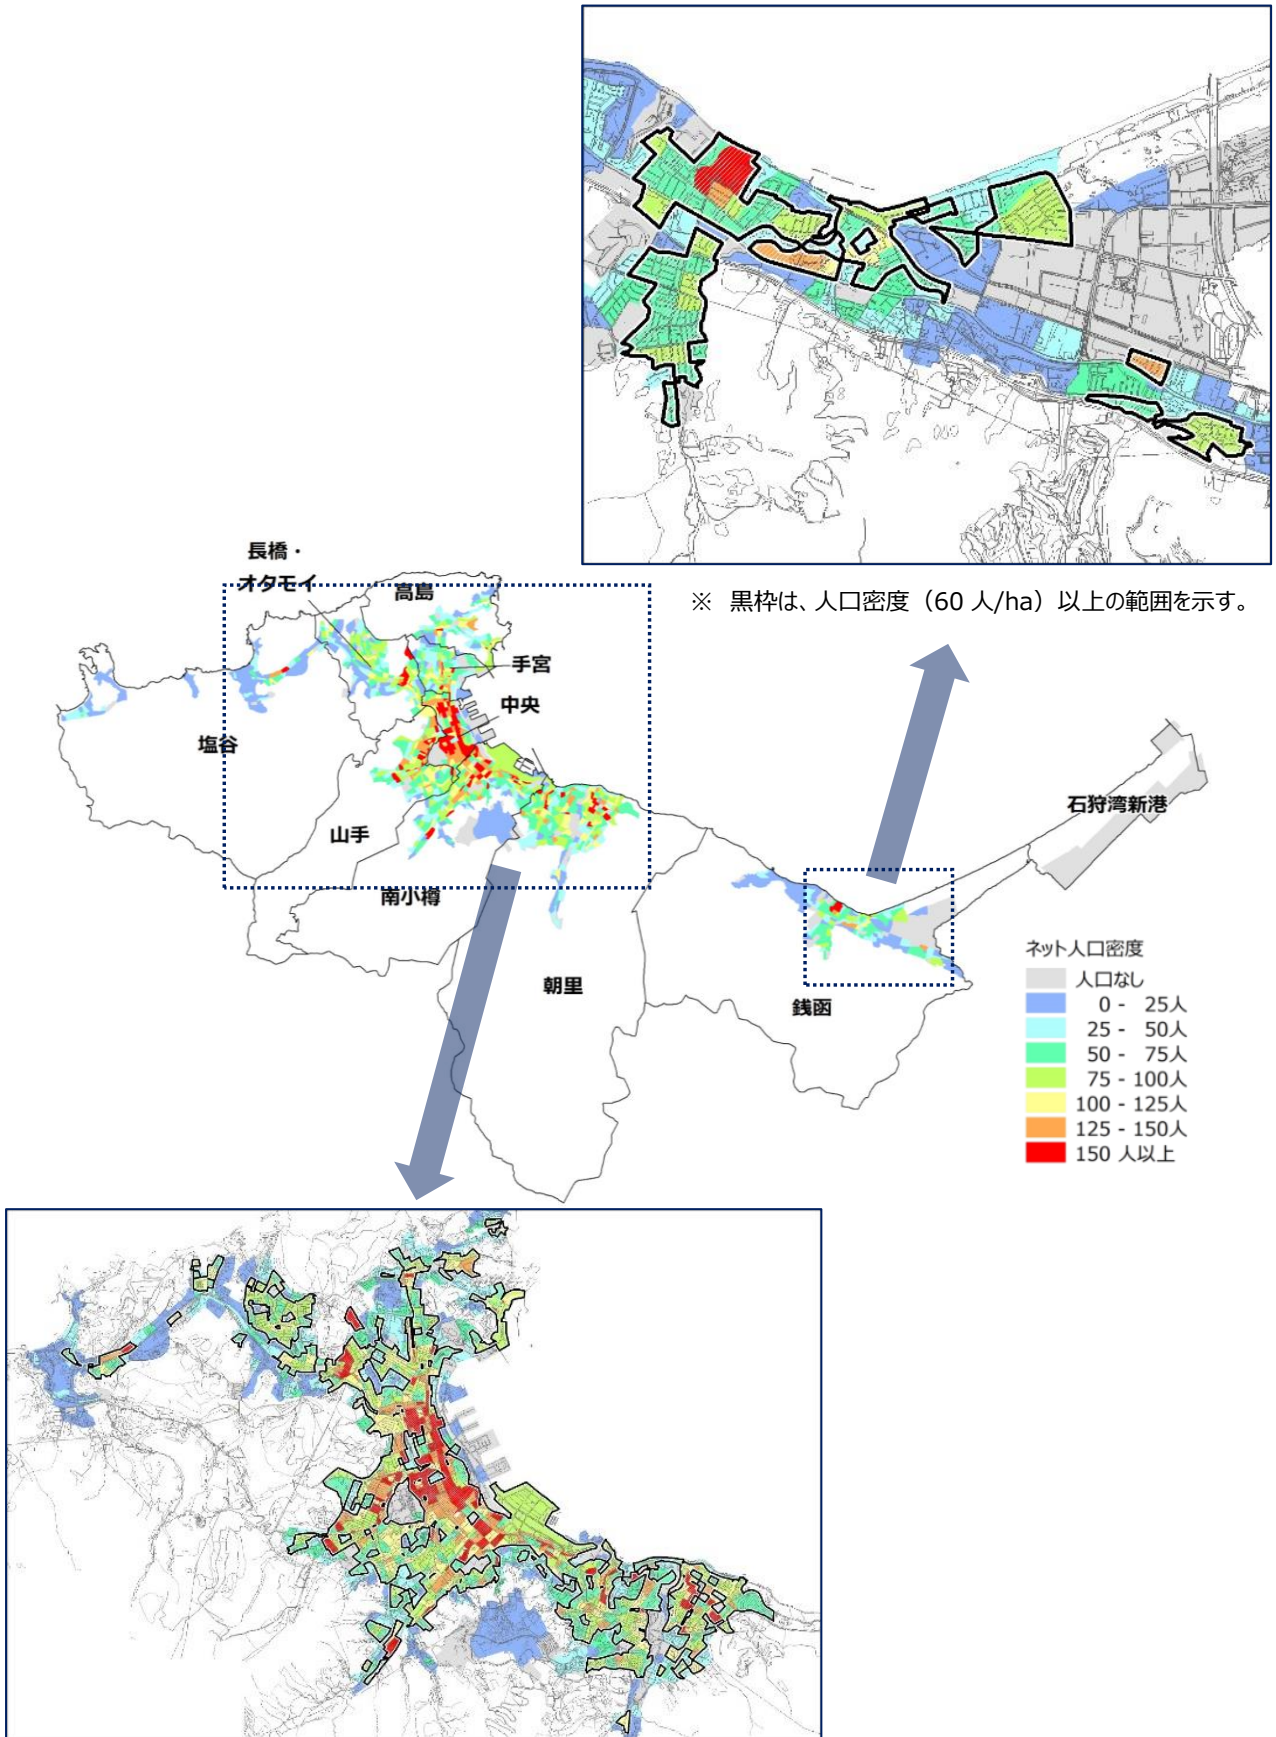 長橋・
オタモイ
高島
※ 黒枠は、人口密度（60 人/ha）以上の範囲を示す。
手宮
中央
塩谷
石狩湾新港
山手
南小樽
朝里
銭函
ネット人口密度
人口なし
0 - 25人
25 - 50人
50 - 75人
75 - 100人
100 - 125人
125 - 150人
150 人以上